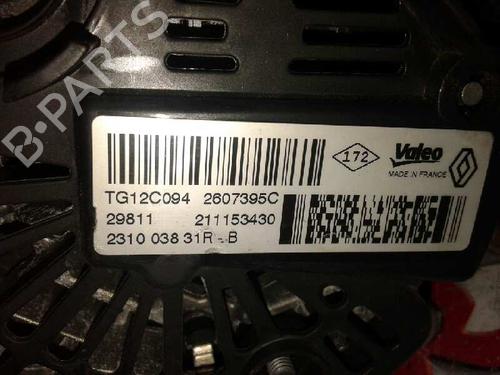 B-PARTS
172
Valeo
MADE IN FRANCE
TG12C094 2607395C
29811 211153430
2310 038 31R - B